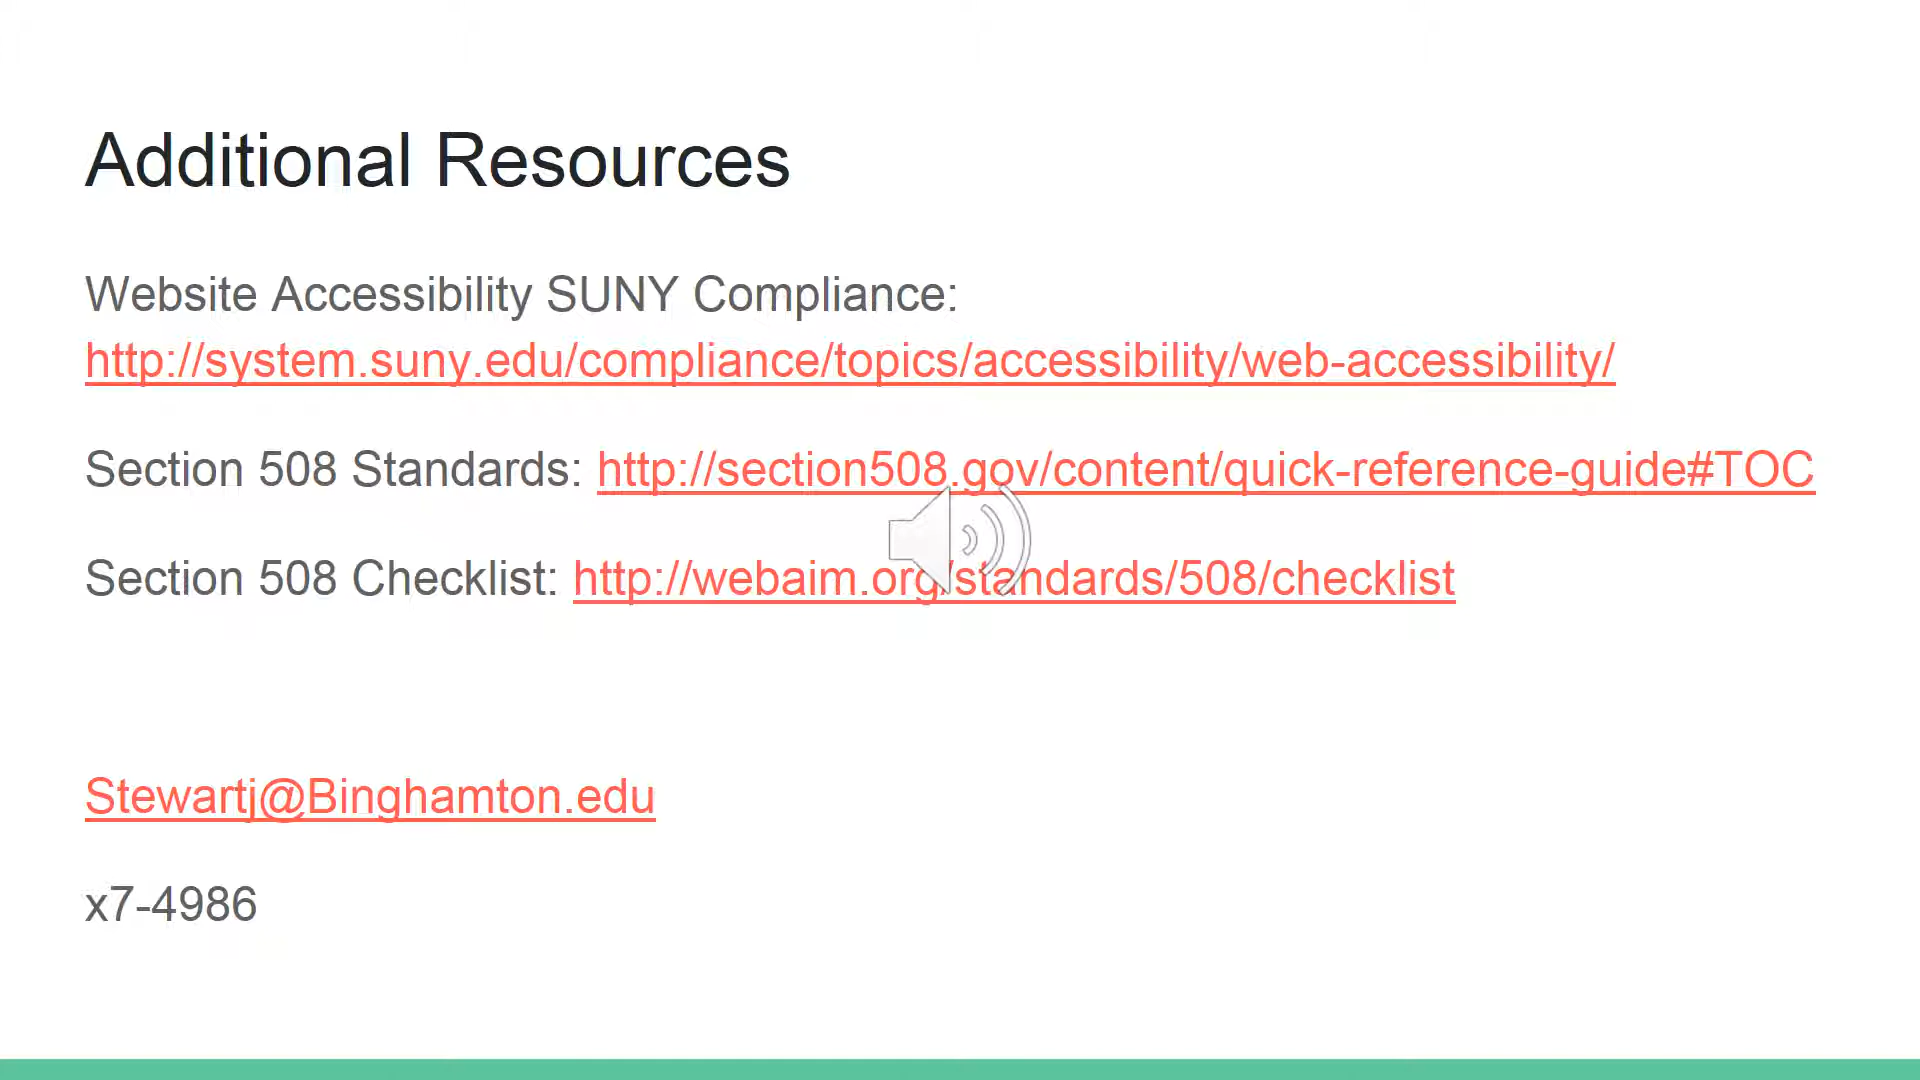 Additional Resources
Website Accessibility SUNY Compliance:
http://system.suny.edu/compliance/topics/accessibility/web-accessibility/
Section 508 Standards: http://section508.gov/content/quick-reference-guide#TOC
Section 508 Checklist: http://webaim.org/standards/508/checklist
Stewartj@Binghamton.edu
x7-4986